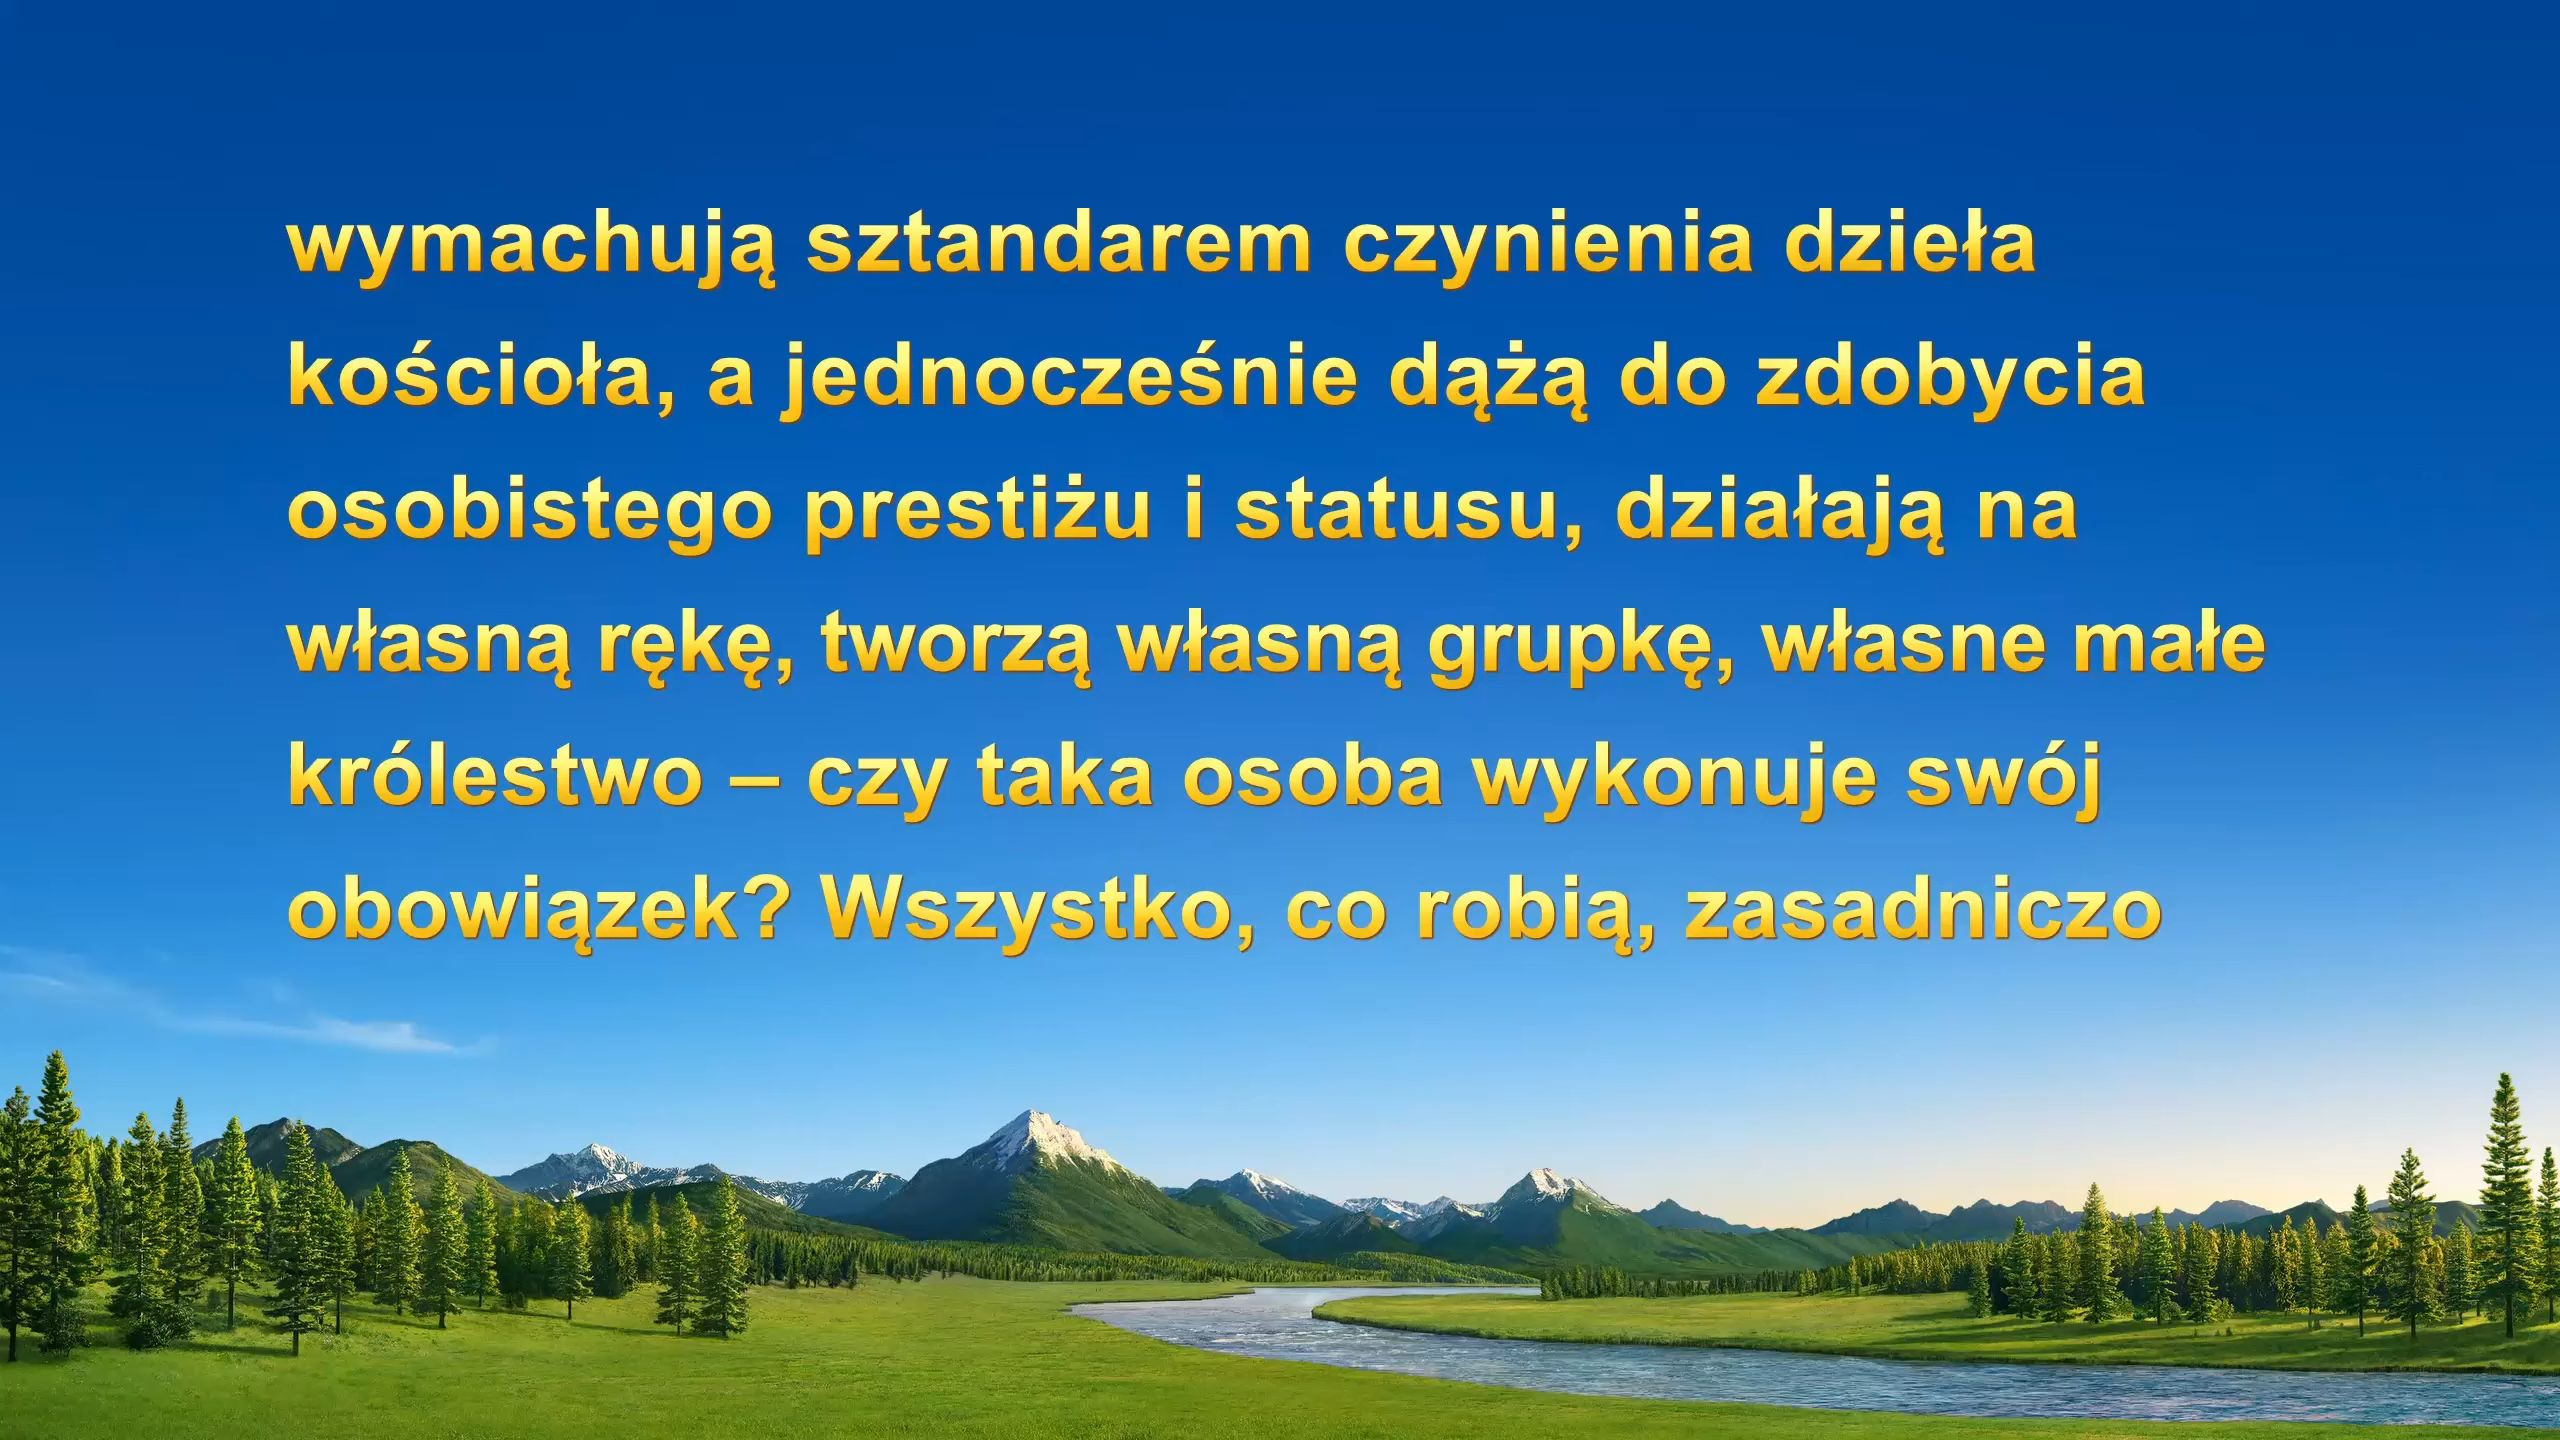 wymachują sztandarem czynienia dzieła
kościoła, a jednocześnie dążą do zdobycia
osobistego prestiżu i statusu, działają na
własną rękę, tworzą własną grupkę, własne małe
królestwo – czy taka osoba wykonuje swój
obowiązek? Wszystko, co robią, zasadniczo